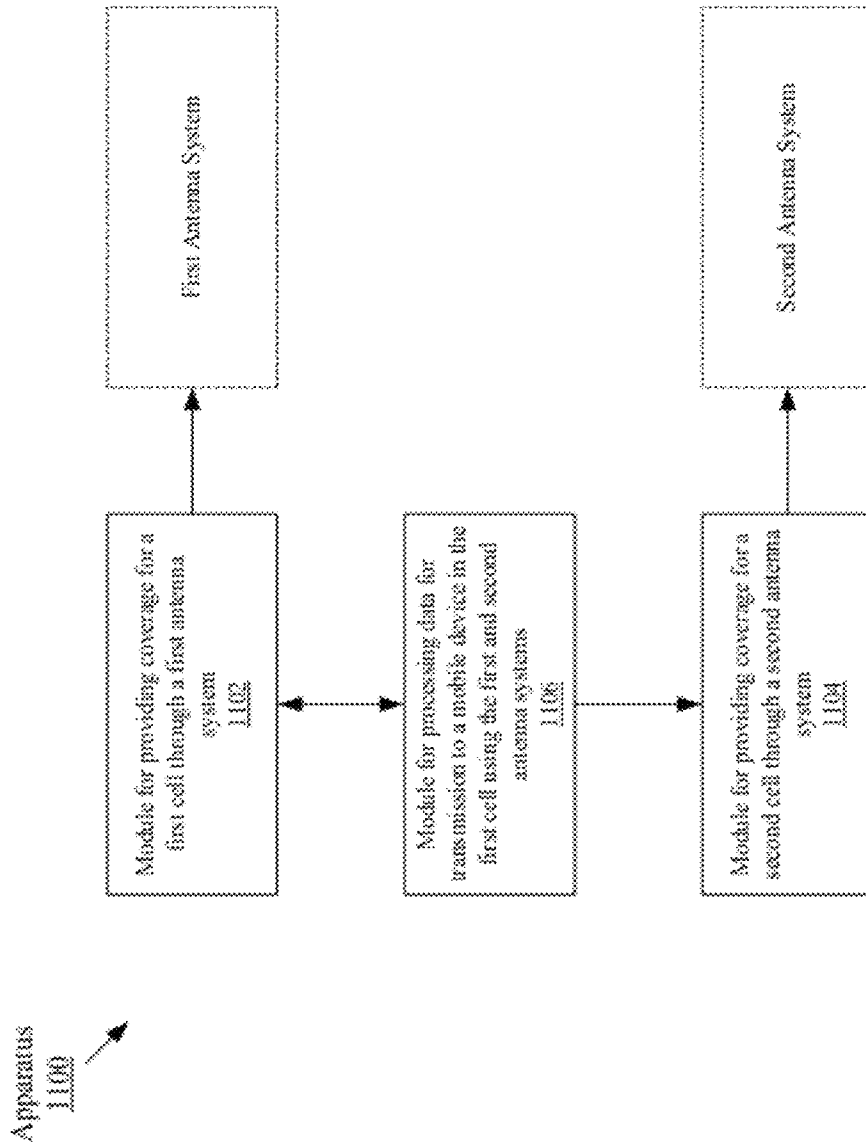 Apparatus
1100
Module for providing coverage for a
first cell through a first antenna
system
1102
First Antenna System
Module for processing data for
transmission to a mobile device in the
first cell using the first and second
antenna systems
1106
Module for providing coverage for a
second cell through a second antenna
system
1104
Second Antenna System